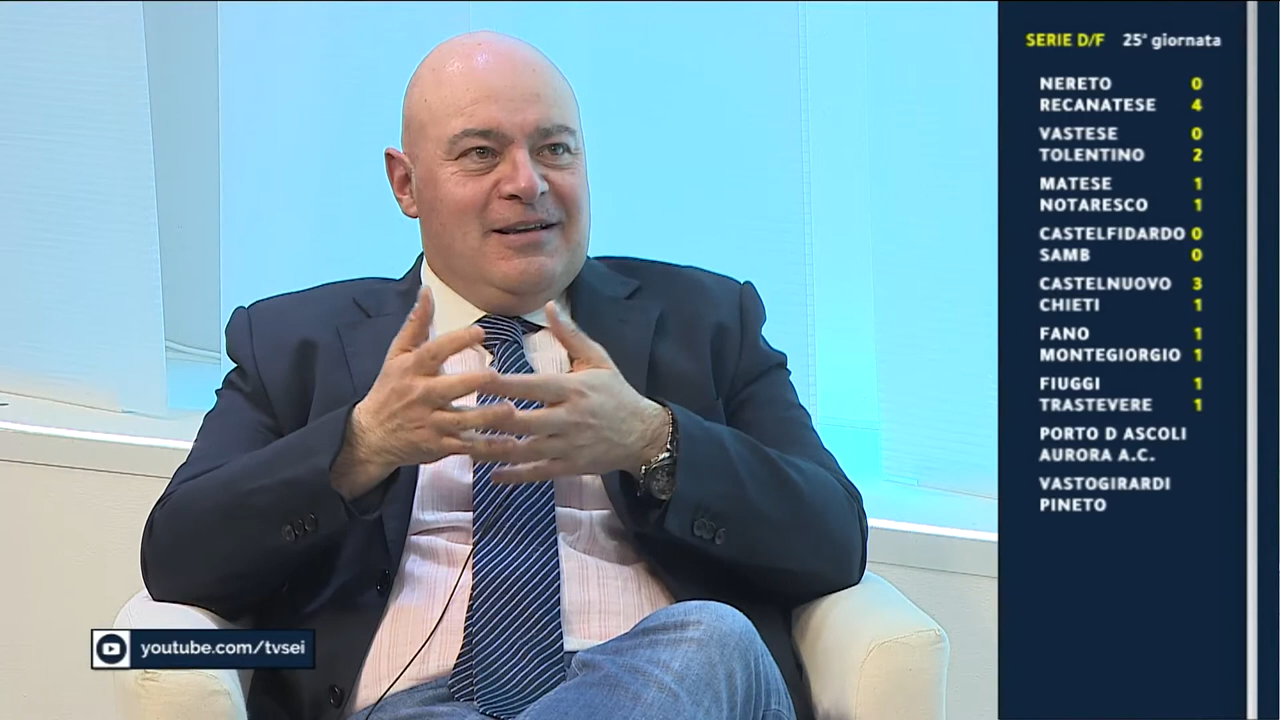 SERIE D/F 25ª giornata
NERETO 0
RECANATESE 4
VASTESE 0
TOLENTINO 2
MATESE 1
NOTARESCO 1
CASTELFIDARDO 0
SAMB 0
CASTELNUOVO 3
CHIETI 1
FANO 1
MONTEGIORGIO 1
FIUGGI 1
TRASTEVERE 1
PORTO D ASCOLI
AURORA A.C.
VASTOGIRARDI
PINETO
youtube.com/tvsei